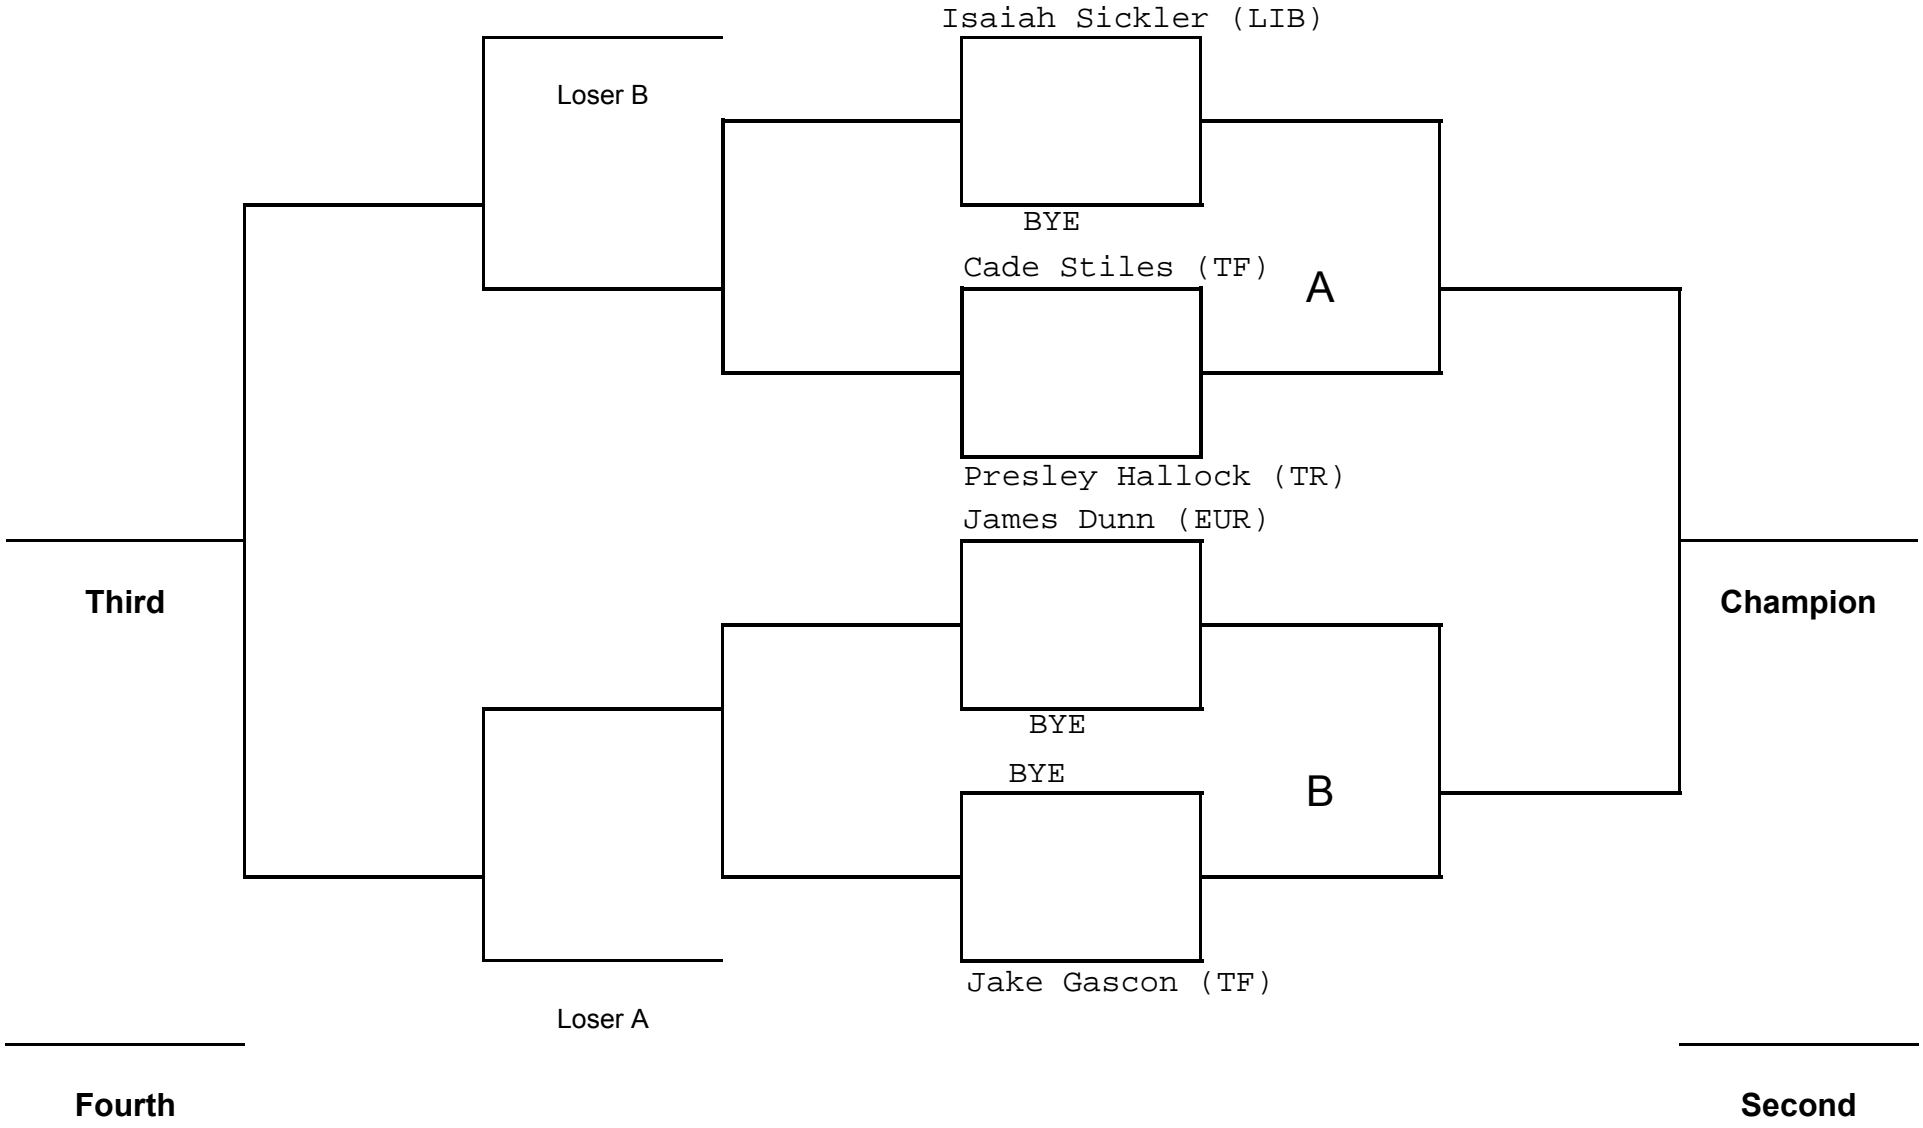 Isaiah Sickler (LIB)
Loser B
BYE
Cade Stiles (TF)
A
Presley Hallock (TR)
James Dunn (EUR)
Third
Champion
BYE
BYE
B
Jake Gascon (TF)
Loser A
Fourth
Second